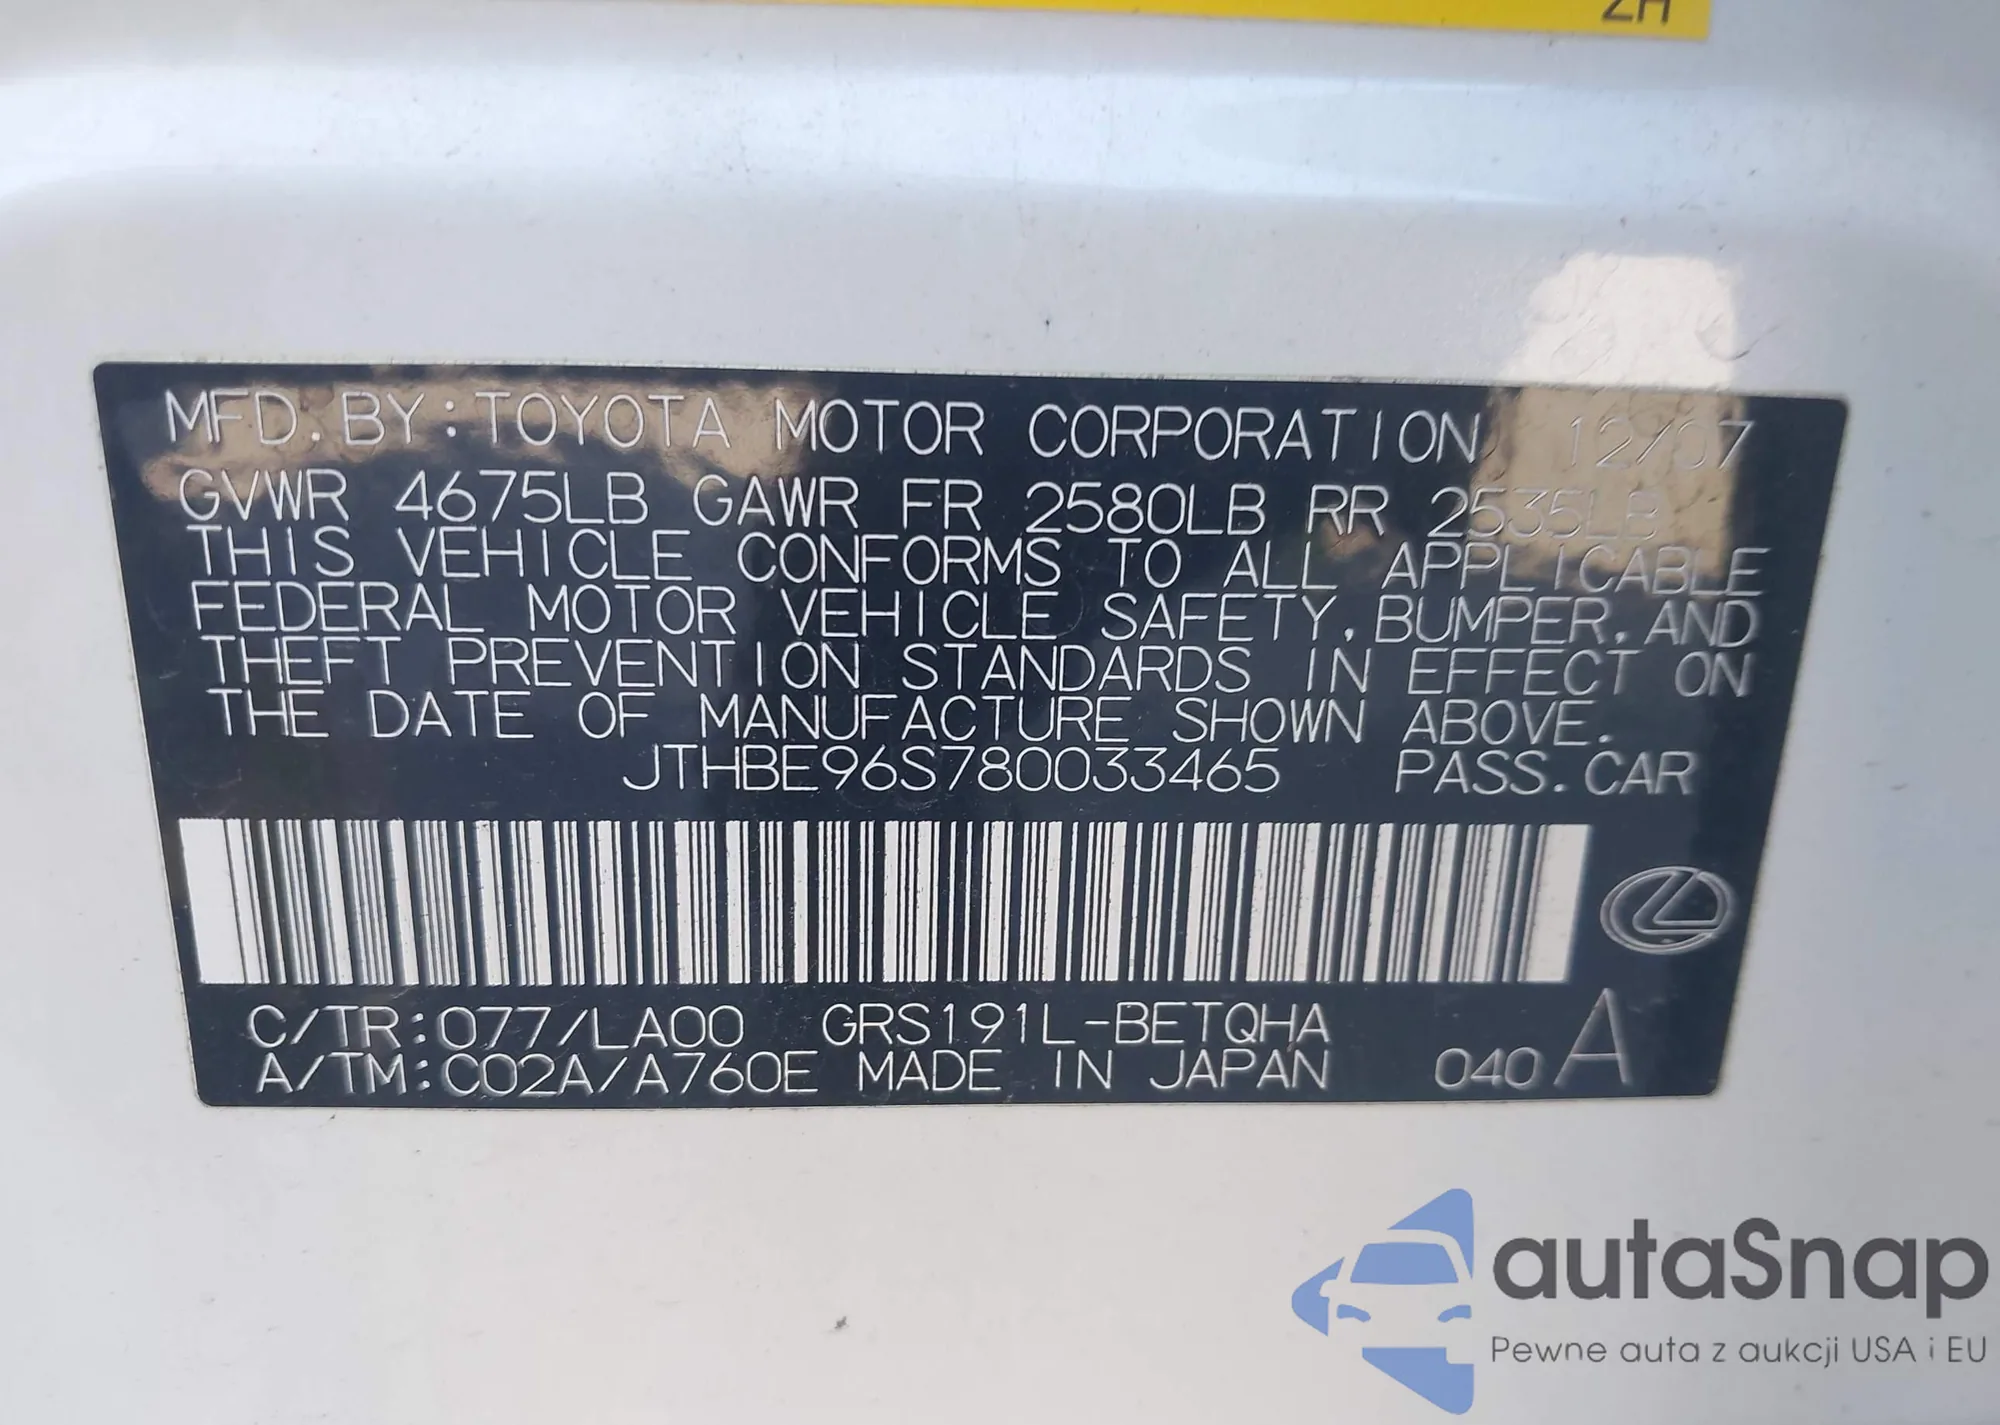 ZH
MFD. BY: TOYOTA MOTOR CORPORATION 12/07
GVWR 4675LB GAWR FR 2580LB RR 2535LB
THIS VEHICLE CONFORMS TO ALL APPLICABLE
FEDERAL MOTOR VEHICLE SAFETY, BUMPER, AND
THEFT PREVENTION STANDARDS IN EFFECT ON
THE DATE OF MANUFACTURE SHOWN ABOVE.
JTHBE96S780033465 PASS. CAR
C/TR:077/LA00 GRS191L-BETQHA
A/TM:C02A/A760E MADE IN JAPAN 040 A
autaSnap
Pewne auta z aukcji USA i EU